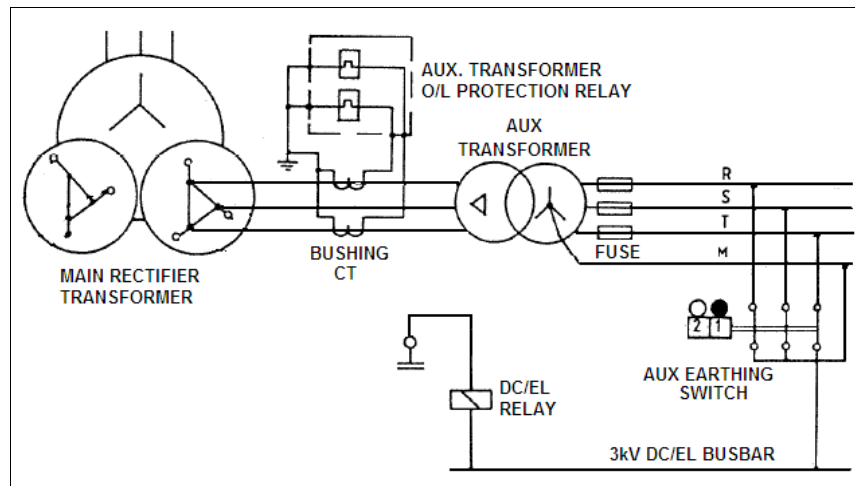 AUX. TRANSFORMER
O/L PROTECTION RELAY
AUX
TRANSFORMER
R
S
T
M
FUSE
BUSHING
CT
MAIN RECTIFIER
TRANSFORMER
2 1
AUX EARTHING
SWITCH
DC/EL
RELAY
3kV DC/EL BUSBAR